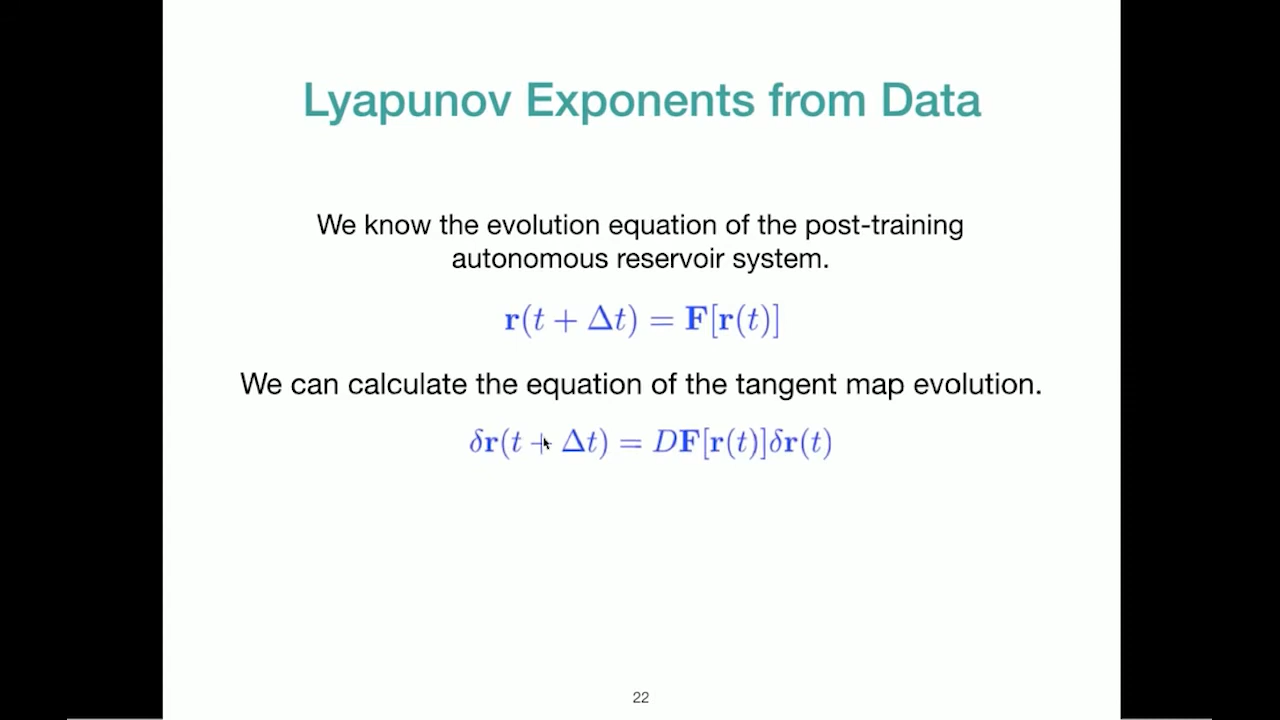 Lyapunov Exponents from Data
We know the evolution equation of the post-training
autonomous reservoir system.
r(t + Δt) = F[r(t)]
We can calculate the equation of the tangent map evolution.
δr(t + Δt) = DF[r(t)]δr(t)
22